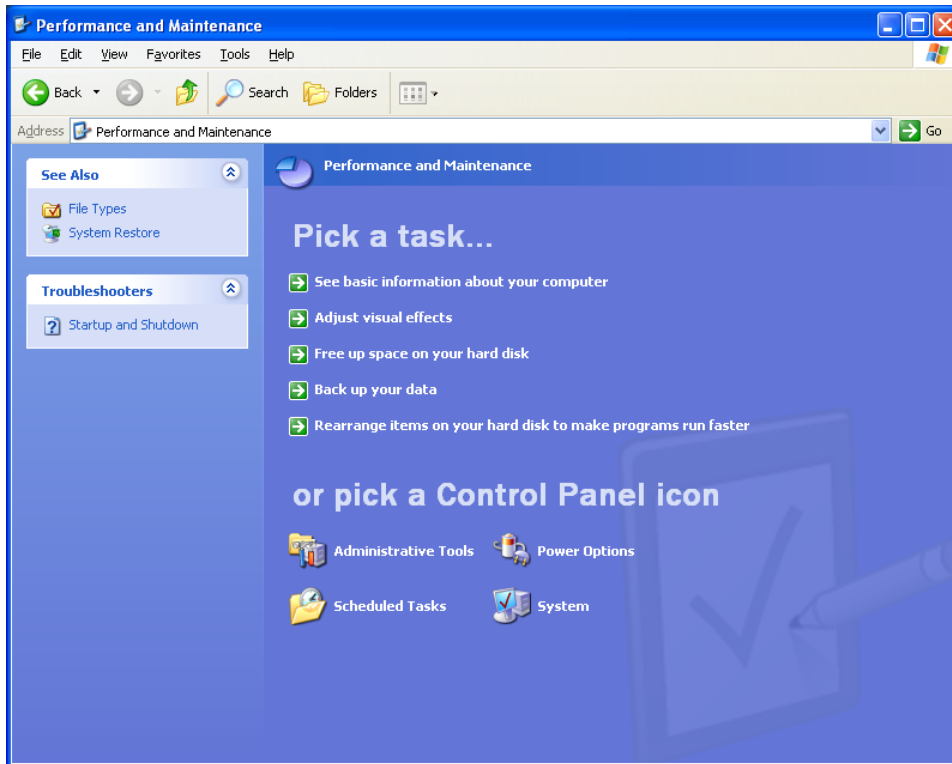 Performance and Maintenance
File Edit View Favorites Tools Help
Back Search Folders
Address Performance and Maintenance Go
See Also
File Types
System Restore
Troubleshooters
Startup and Shutdown
Performance and Maintenance
Pick a task...
See basic information about your computer
Adjust visual effects
Free up space on your hard disk
Back up your data
Rearrange items on your hard disk to make programs run faster
or pick a Control Panel icon
Administrative Tools Power Options
Scheduled Tasks System